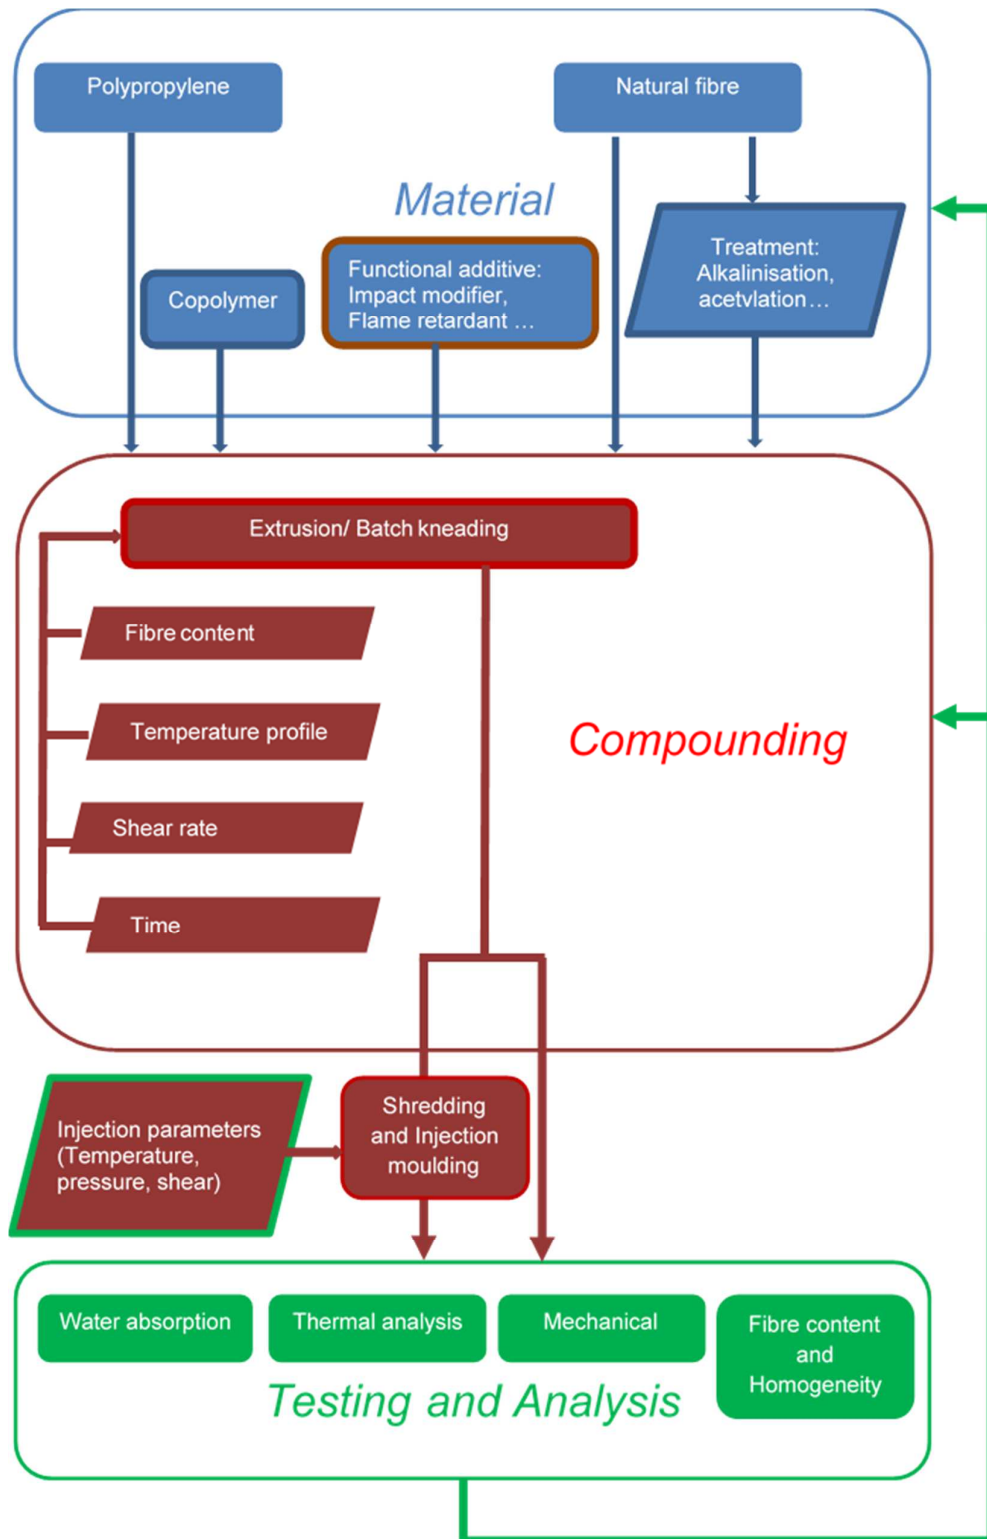 Polypropylene
Natural fibre
Material
Treatment:
Alkalinisation,
acetvlation...
Functional additive:
Impact modifier,
Flame retardant ...
Copolymer
Extrusion/ Batch kneading
Fibre content
Temperature profile
Compounding
Shear rate
Time
Shredding
and Injection
moulding
Injection parameters
(Temperature,
pressure, shear)
Water absorption
Thermal analysis
Mechanical
Fibre content
and
Homogeneity
Testing and Analysis